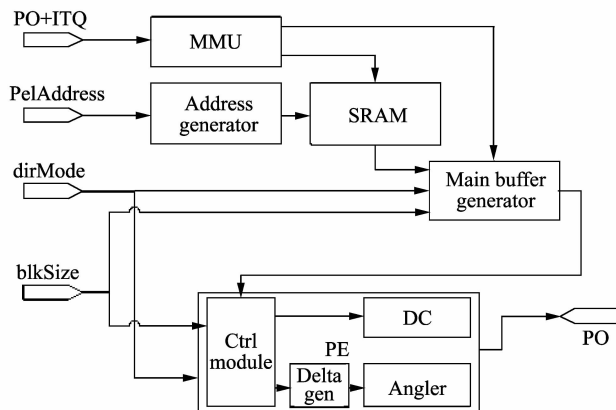 PO+ITQ
MMU
PelAddress
Address
generator
SRAM
dirMode
Main buffer
generator
blkSize
Ctrl
module
DC
PE
Delta
gen
Angler
PO